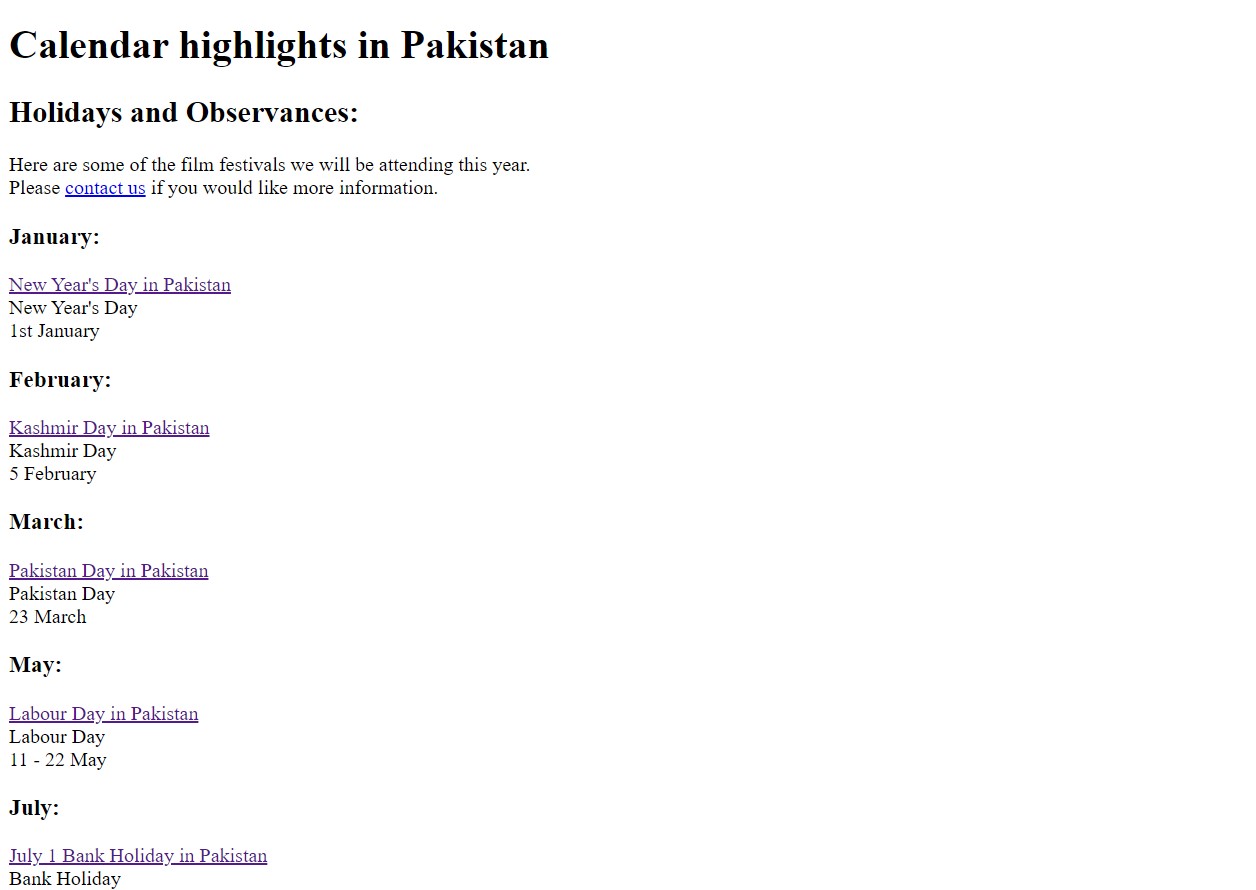 Calendar highlights in Pakistan
Holidays and Observances:
Here are some of the film festivals we will be attending this year.
Please contact us if you would like more information.
January:
New Year's Day in Pakistan
New Year's Day
1st January
February:
Kashmir Day in Pakistan
Kashmir Day
5 February
March:
Pakistan Day in Pakistan
Pakistan Day
23 March
May:
Labour Day in Pakistan
Labour Day
11 - 22 May
July:
July 1 Bank Holiday in Pakistan
Bank Holiday